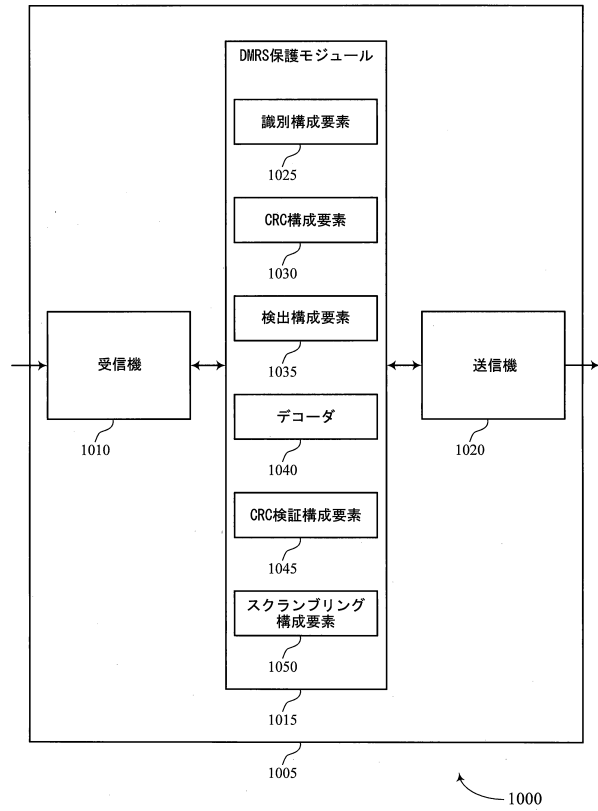 DMRS保護モジュール
識別構成要素
1025
CRC構成要素
1030
検出構成要素
1035
受信機
1010
送信機
1020
デコーダ
1040
CRC検証構成要素
1045
スクランブリング
構成要素
1050
1015
1005
1000